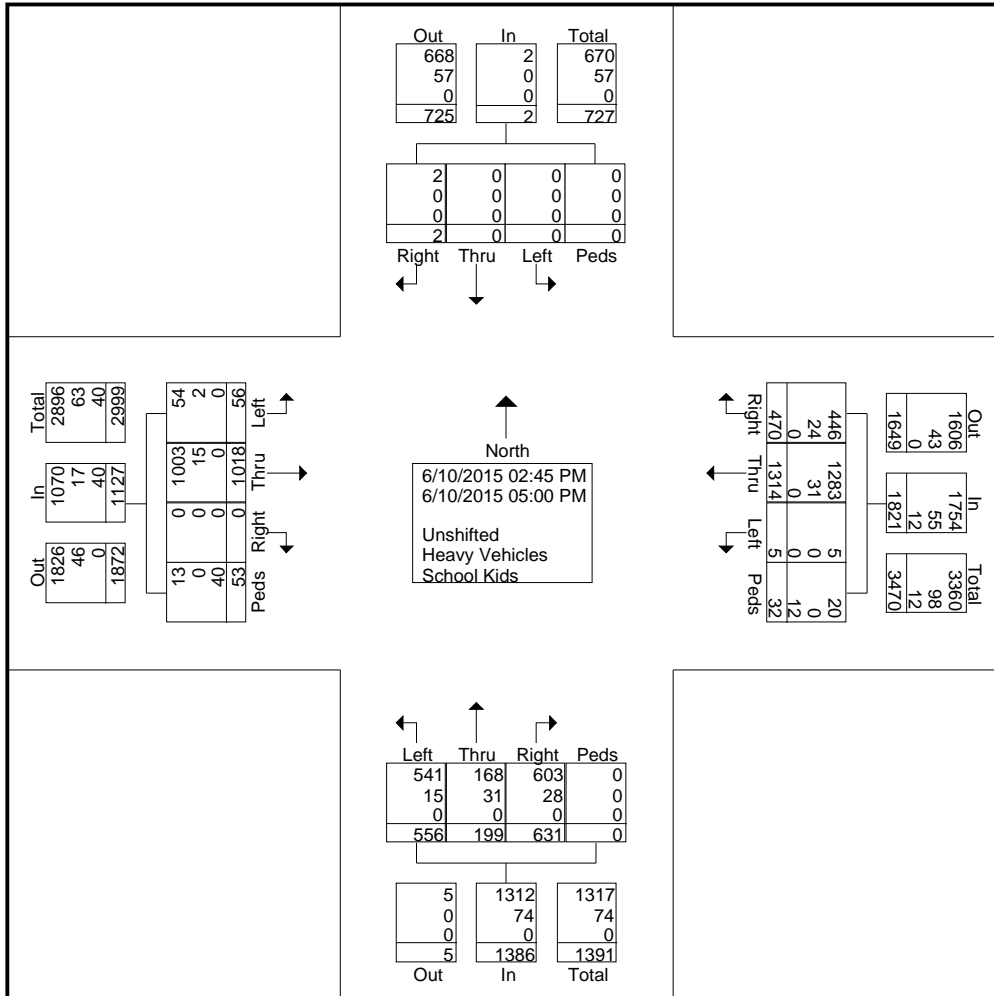 Out In Total
668 2 670
57 0 57
0 0 0
725 2 727
2 0 0 0
0 0 0 0
0 0 0 0
2 0 0 0
Right Thru Left Peds
Total
2896
63
40
2999
In
1070
17
40
1127
Out
1826
46
0
1872
54
2
0
56
Left
1003
15
0
1018
Thru
0
0
0
0
Right
13
0
40
53
Peds
North
6/10/2015 02:45 PM
6/10/2015 05:00 PM
Unshifted
Heavy Vehicles
School Kids
Right
446
24
0
470
Thru
1283
31
0
1314
Left
5
0
0
5
Peds
20
0
12
32
Out
1606
43
0
1649
In
1754
55
12
1821
Total
3360
98
12
3470
Left Thru Right Peds
541 168 603 0
15 31 28 0
0 0 0 0
556 199 631 0
5 1312 1317
0 74 74
0 0 0
5 1386 1391
Out In Total